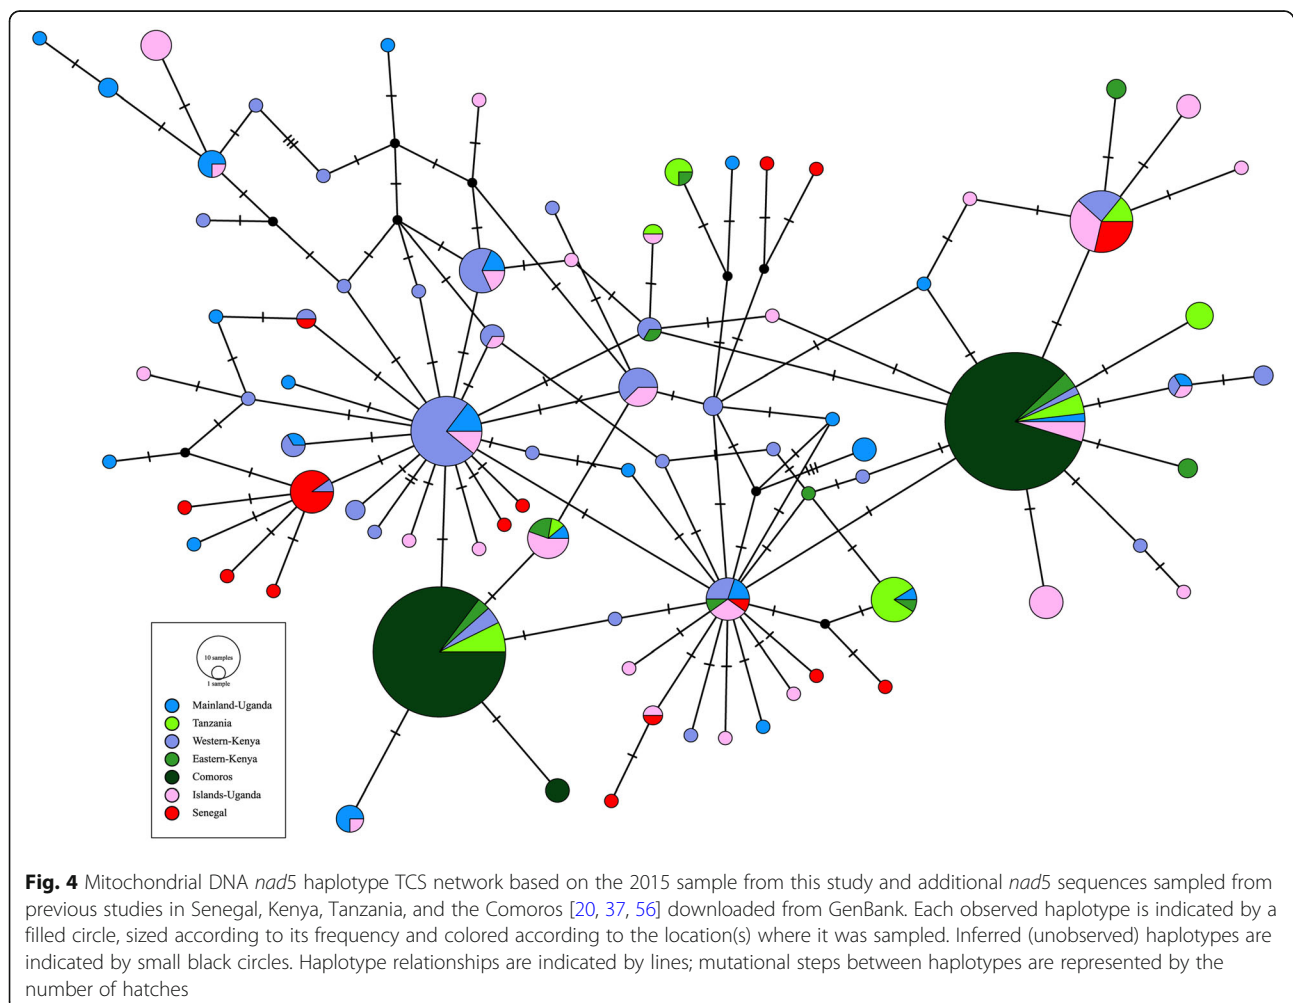 10 samples
1 sample
Mainland-Uganda
Tanzania
Western-Kenya
Eastern-Kenya
Comoros
Islands-Uganda
Senegal
Fig. 4 Mitochondrial DNA nad5 haplotype TCS network based on the 2015 sample from this study and additional nad5 sequences sampled from
previous studies in Senegal, Kenya, Tanzania, and the Comoros [20, 37, 56] downloaded from GenBank. Each observed haplotype is indicated by a
filled circle, sized according to its frequency and colored according to the location(s) where it was sampled. Inferred (unobserved) haplotypes are
indicated by small black circles. Haplotype relationships are indicated by lines; mutational steps between haplotypes are represented by the
number of hatches